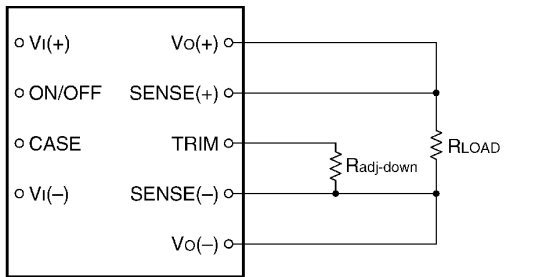 VI(+) VO(+)
ON/OFF SENSE(+)
CASE TRIM
RLOAD
Radj-down
VI(–) SENSE(–)
VO(–)